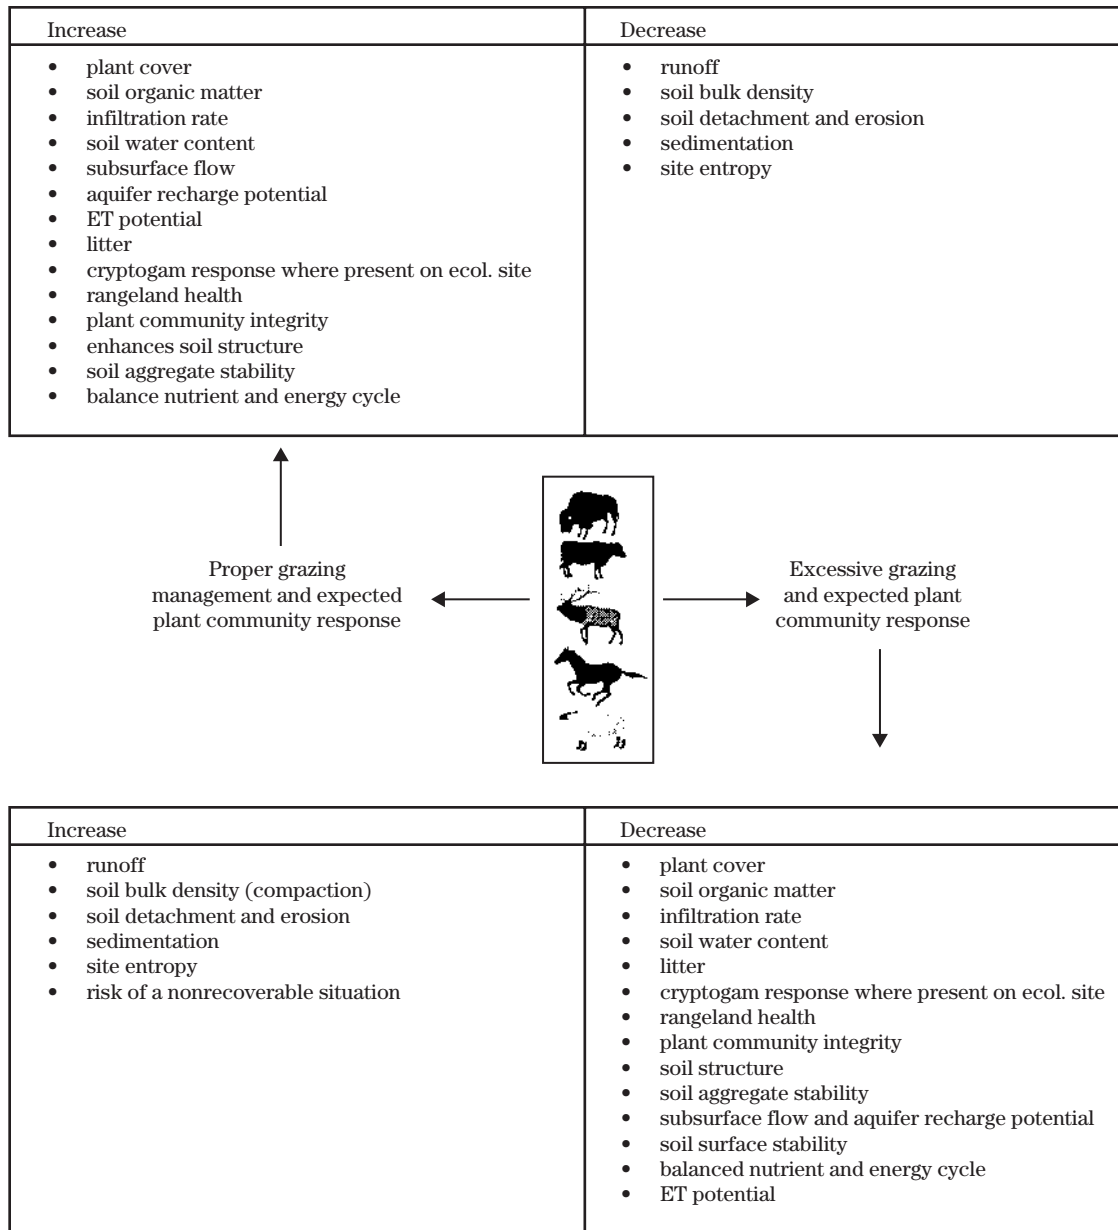 Increase
Decrease
• plant cover
• soil organic matter
• infiltration rate
• soil water content
• subsurface flow
• aquifer recharge potential
• ET potential
• litter
• cryptogam response where present on ecol. site
• rangeland health
• plant community integrity
• enhances soil structure
• soil aggregate stability
• balance nutrient and energy cycle
• runoff
• soil bulk density
• soil detachment and erosion
• sedimentation
• site entropy
Proper grazing
management and expected
plant community response
Excessive grazing
and expected plant
community response
Increase
Decrease
• runoff
• soil bulk density (compaction)
• soil detachment and erosion
• sedimentation
• site entropy
• risk of a nonrecoverable situation
• plant cover
• soil organic matter
• infiltration rate
• soil water content
• litter
• cryptogam response where present on ecol. site
• rangeland health
• plant community integrity
• soil structure
• soil aggregate stability
• subsurface flow and aquifer recharge potential
• soil surface stability
• balanced nutrient and energy cycle
• ET potential